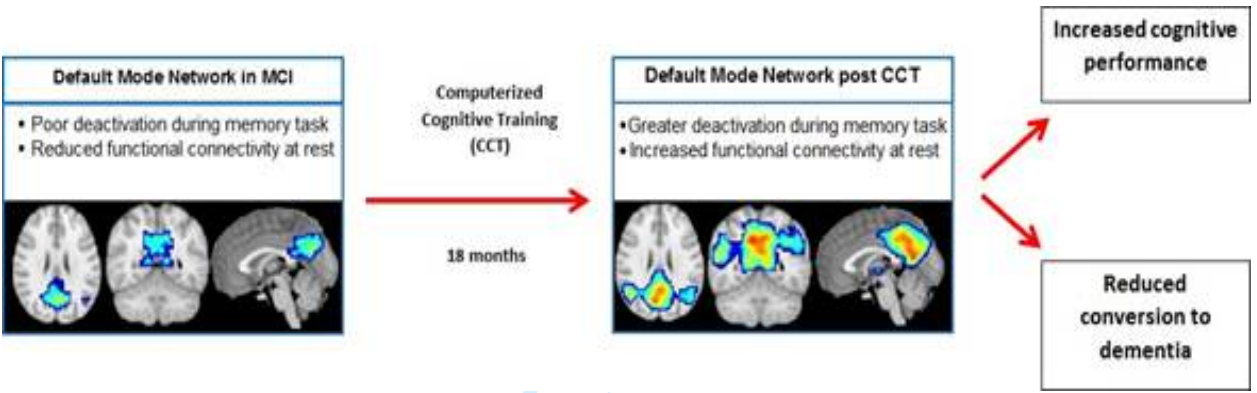 Default Mode Network in MCI
• Poor deactivation during memory task
• Reduced functional connectivity at rest
Computerized
Cognitive Training
(CCT)
18 months
Default Mode Network post CCT
•Greater deactivation during memory task
•Increased functional connectivity at rest
Increased cognitive
performance
Reduced
conversion to
dementia